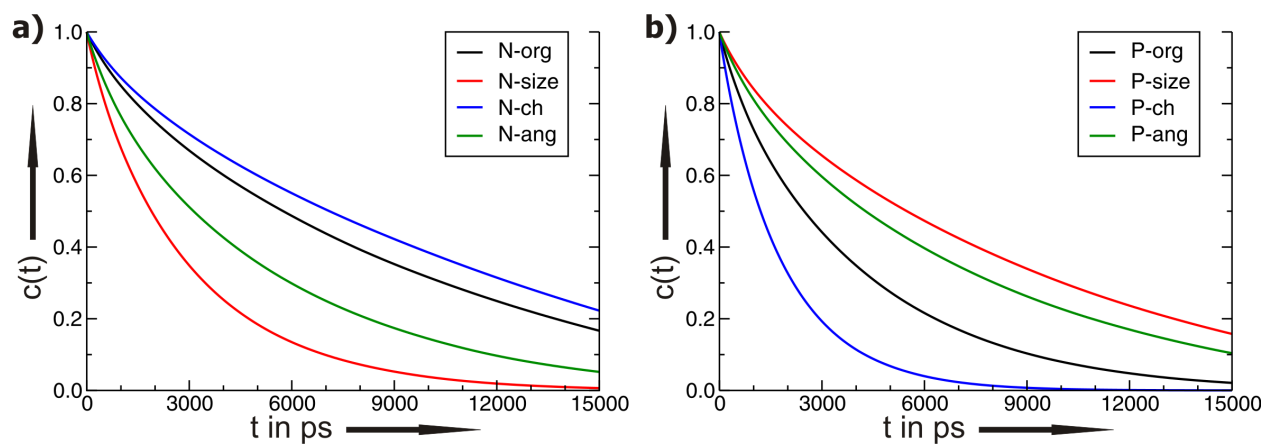 a)
1.0
0.8
0.6
0.4
0.2
0.0
c(t)
N-org
N-size
N-ch
N-ang
0 3000 6000 9000 12000 15000
t in ps
b)
1.0
0.8
0.6
0.4
0.2
0.0
c(t)
P-org
P-size
P-ch
P-ang
0 3000 6000 9000 12000 15000
t in ps